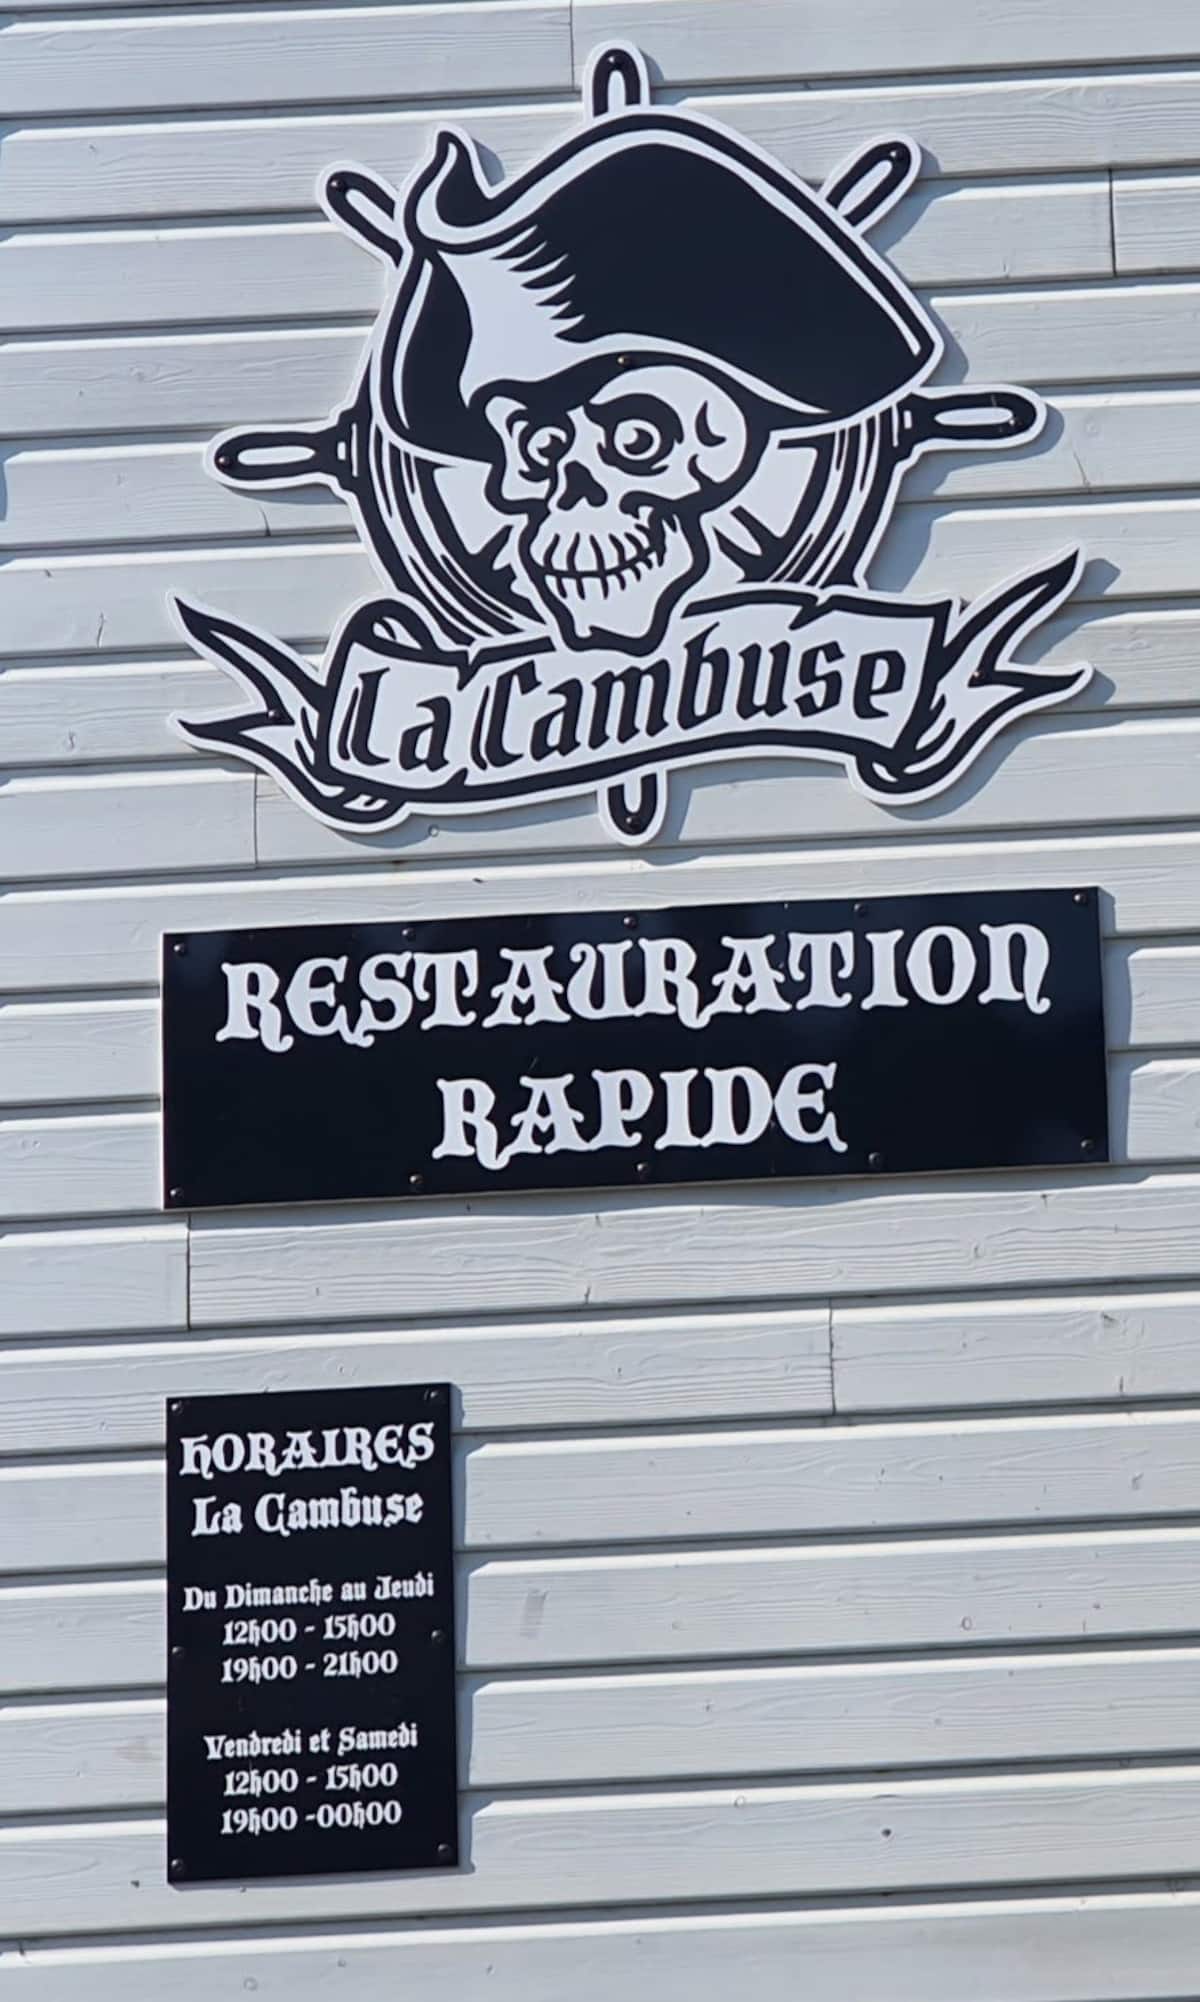 La Cambuse
RESTAURATION
RAPIDE
HORAIRES
La Cambuse
Du Dimanche au Jeudi
12h00 - 15h00
19h00 - 21h00
Vendredi et Samedi
12h00 - 15h00
19h00 -00h00